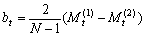 b_t = \frac{2}{N-1}(M_t^{(1)} - M_t^{(2)})